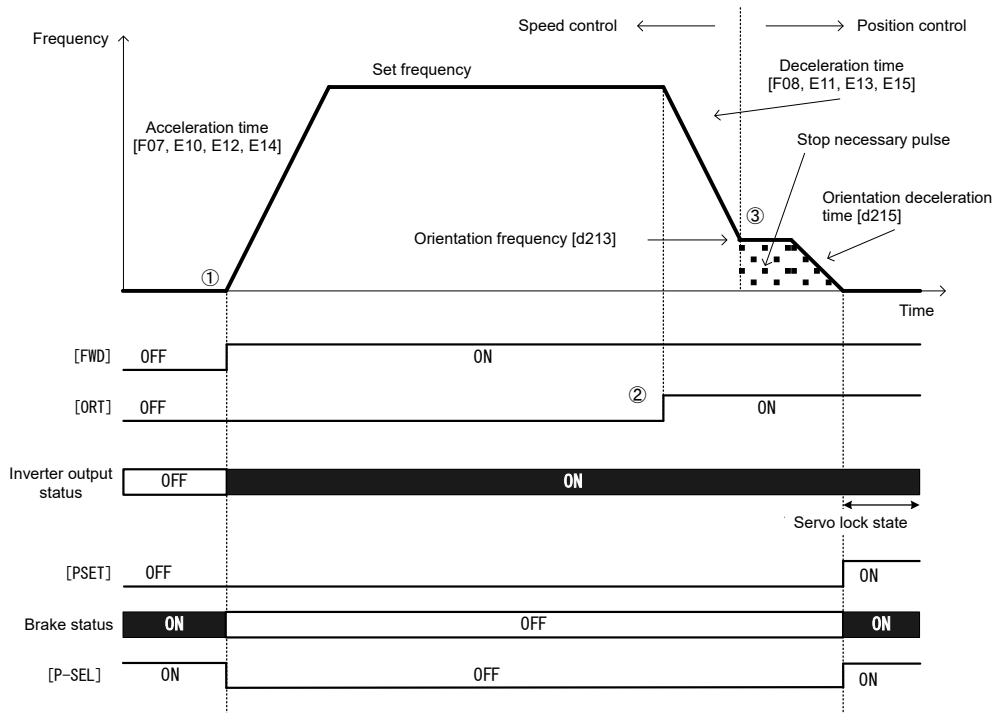 Speed control
Position control
Frequency
Set frequency
Deceleration time
[F08, E11, E13, E15]
Acceleration time
[F07, E10, E12, E14]
Stop necessary pulse
③
Orientation deceleration
time [d215]
Orientation frequency [d213]
①
Time
[FWD] OFF ON
[ORT] OFF ② ON
Inverter output
status
OFF ON
Servo lock state
[PSET] OFF ON
Brake status ON OFF ON
[P-SEL] ON OFF ON